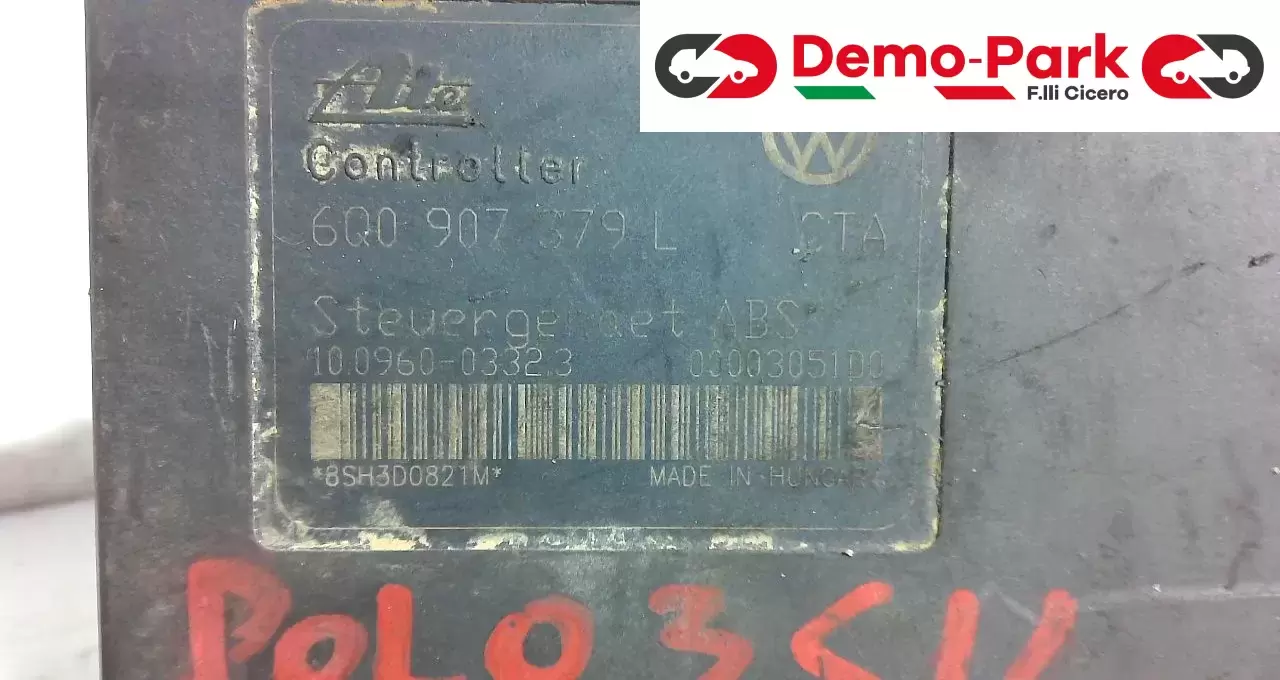 Demo-Park
F.lli Cicero
Ate
Controller
6Q0 907 379 L CTA
Steuergeraet ABS
10.0960-0332.3 00003051D0
*8SH3D0821M* MADE IN HUNGARY
POLO 3